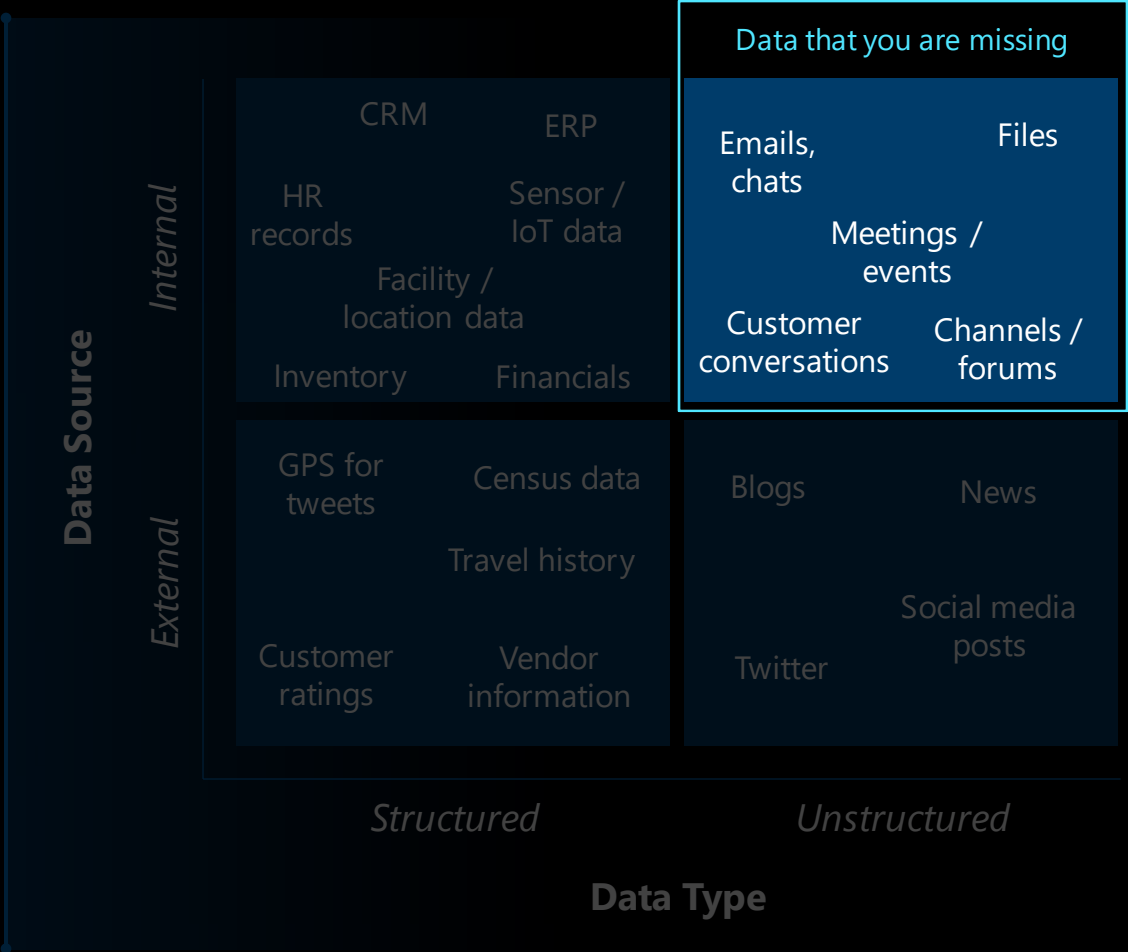 Data that you are missing
CRM
ERP
HR
records
Sensor /
IoT data
Facility /
location data
Inventory
Financials
Emails,
chats
Files
Meetings /
events
Customer
conversations
Channels /
forums
Internal
Data Source
External
GPS for
tweets
Census data
Travel history
Customer
ratings
Vendor
information
Blogs
News
Social media
posts
Twitter
Structured
Unstructured
Data Type